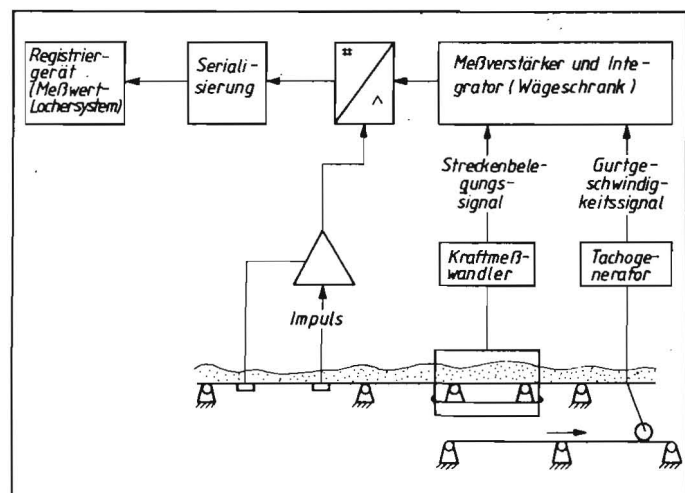 Registrier-
gerät
(Meßwert-
Lochersystem)
Seriali-
sierung
#
∧
Meßverstärker und Inte-
grator (Wägeschrank)
Streckenbele-
gungs-
signal
Gurtge-
schwindig-
keitssignal
Kraftmeß-
wandler
Tachoge-
nerator
Impuls